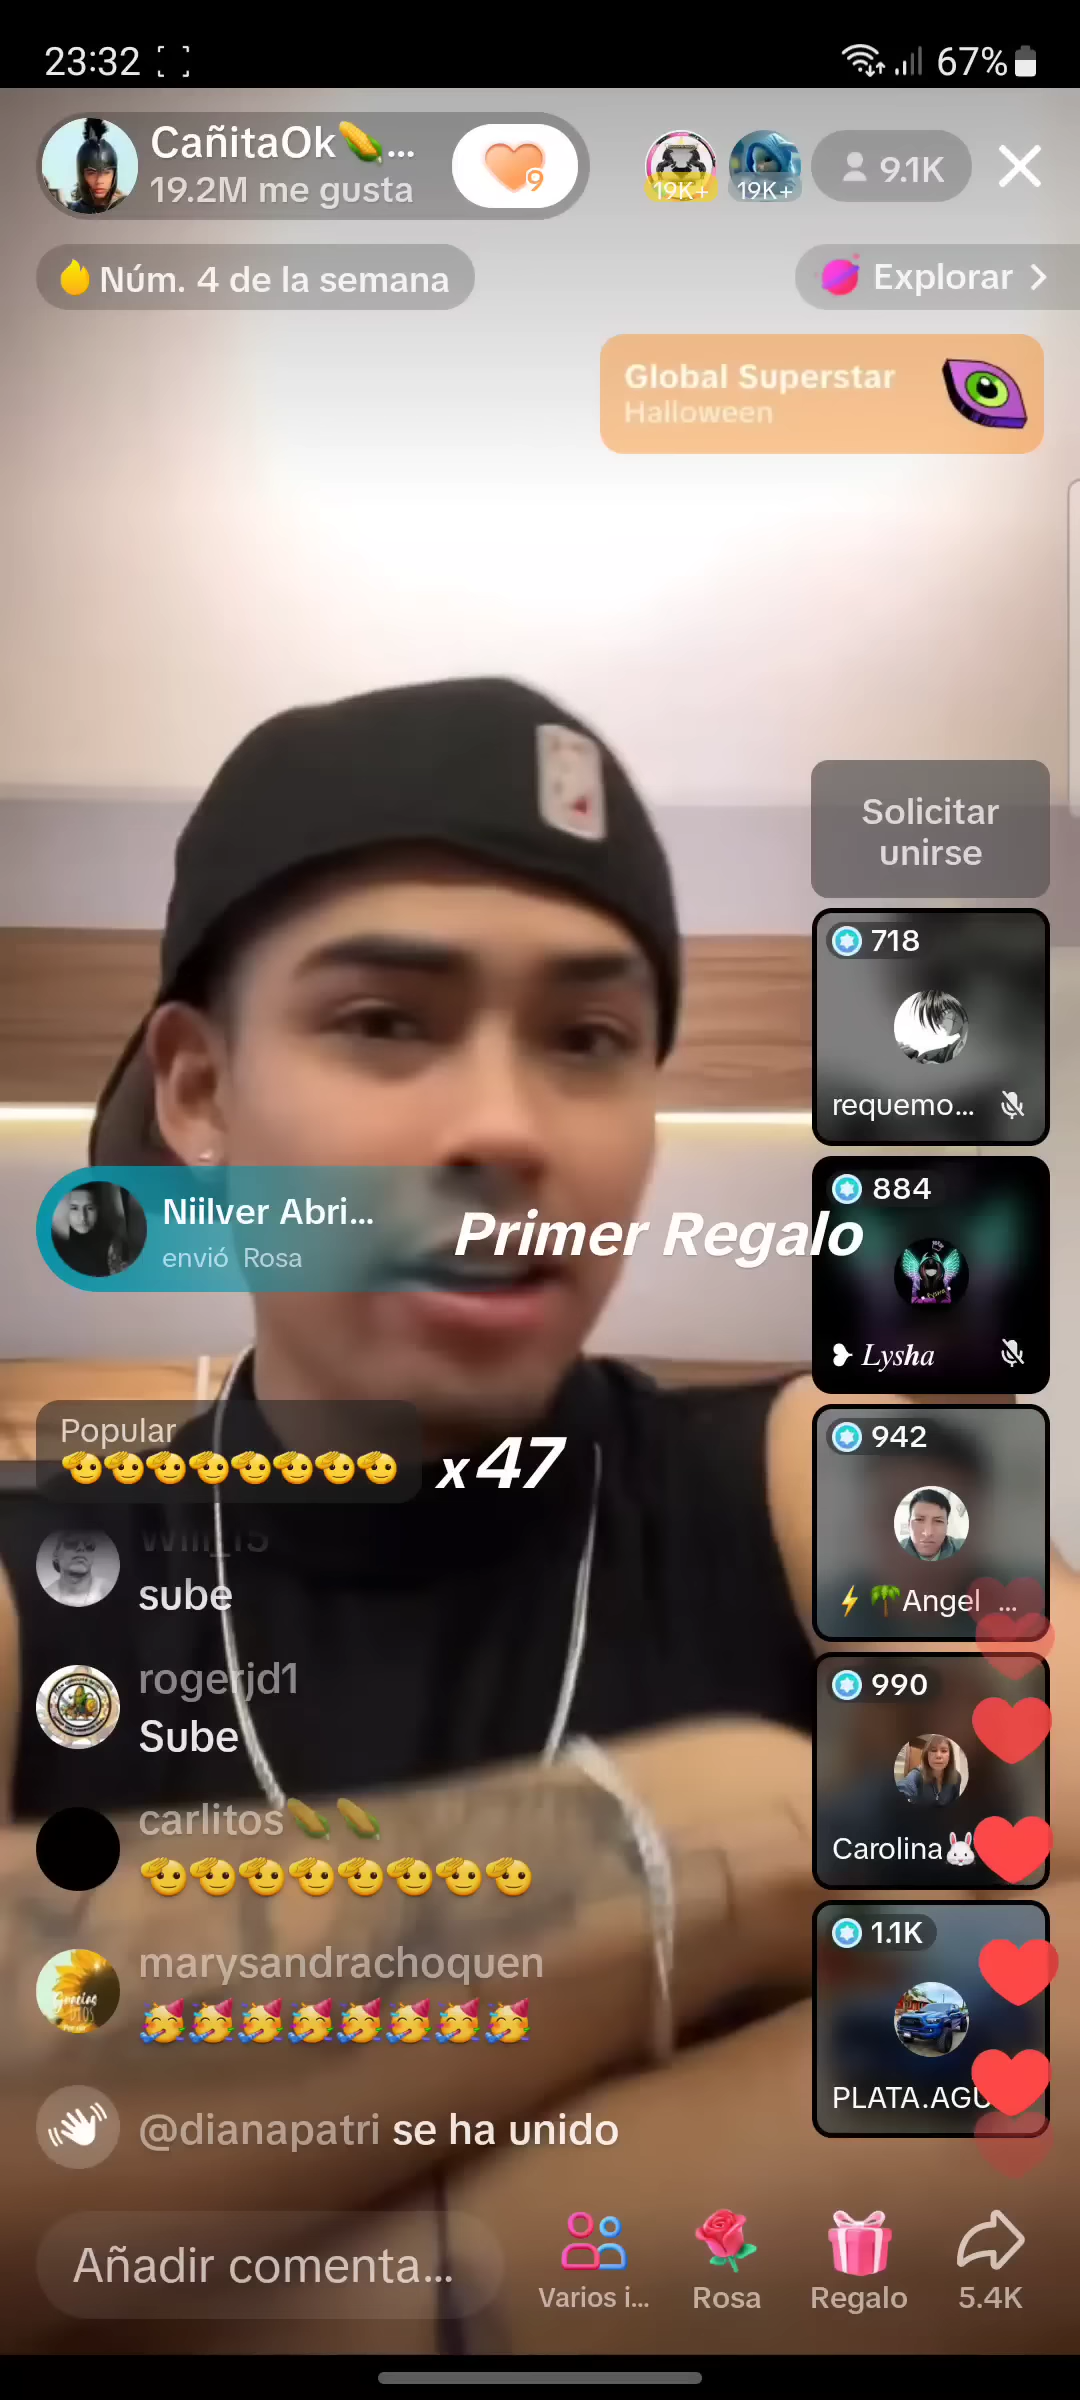 23:32
67%
CañitaOk🌽...
19.2M me gusta
9
19K+
19K+
9.1K
Núm. 4 de la semana
Explorar
Global Superstar
Halloween
Solicitar
unirse
718
requemo...
884
Lysha
Niilver Abri...
envió Rosa
Primer Regalo
Popular
🫡🫡🫡🫡🫡🫡🫡🫡
x47
942
⚡🌴Angel ...
990
Carolina🐰
1.1K
PLATA.AGU
Will_15
sube
rogerjd1
Sube
carlitos🌽🌽
🫡🫡🫡🫡🫡🫡🫡🫡
marysandrachoquen
🥳🥳🥳🥳🥳🥳🥳🥳
@dianapatri se ha unido
Añadir comenta...
Varios i...
Rosa
Regalo
5.4K